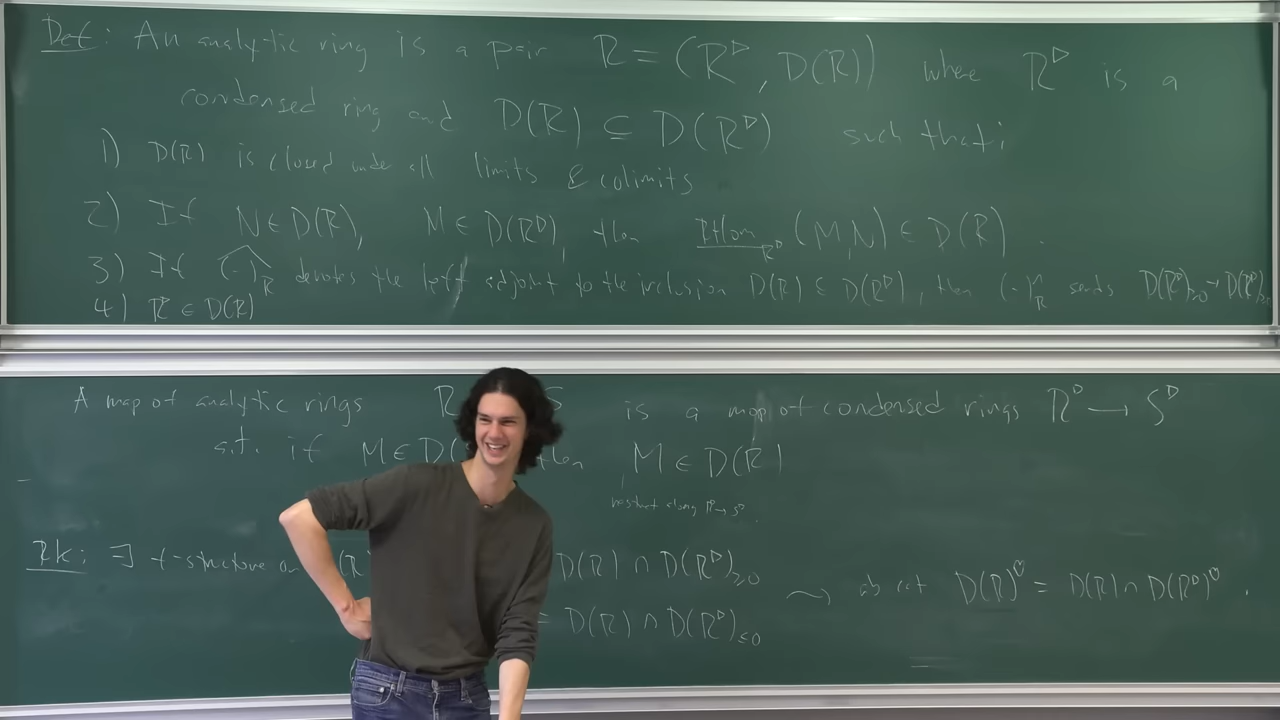 Def: An analytic ring is a pair R = (R^▷, D(R)) where R^▷ is a
condensed ring and D(R) ⊆ D(R^▷) such that:
1) D(R) is closed under all limits & colimits
2) If N ∈ D(R), M ∈ D(R^▷), then RHom_{R^▷}(M,N) ∈ D(R).
3) If (-)^_R denotes the left adjoint to the inclusion D(R) ⊆ D(R^▷), then (-)^_R sends D(R^▷)_{≥0} → D(R^▷)_{≥0}
4) R^▷ ∈ D(R)
A map of analytic rings R S is a map of condensed rings R^▷ → S^▷
s.t. if M ∈ D( then M ∈ D(R)
along R^▷ → S^▷.
Rk: ∃ t-structure on (R D(R) ∩ D(R^▷)_{≥0} ⇝ ab cat D(R)^♡ = D(R) ∩ D(R^▷)^♡.
= D(R) ∩ D(R^▷)_{≤0}